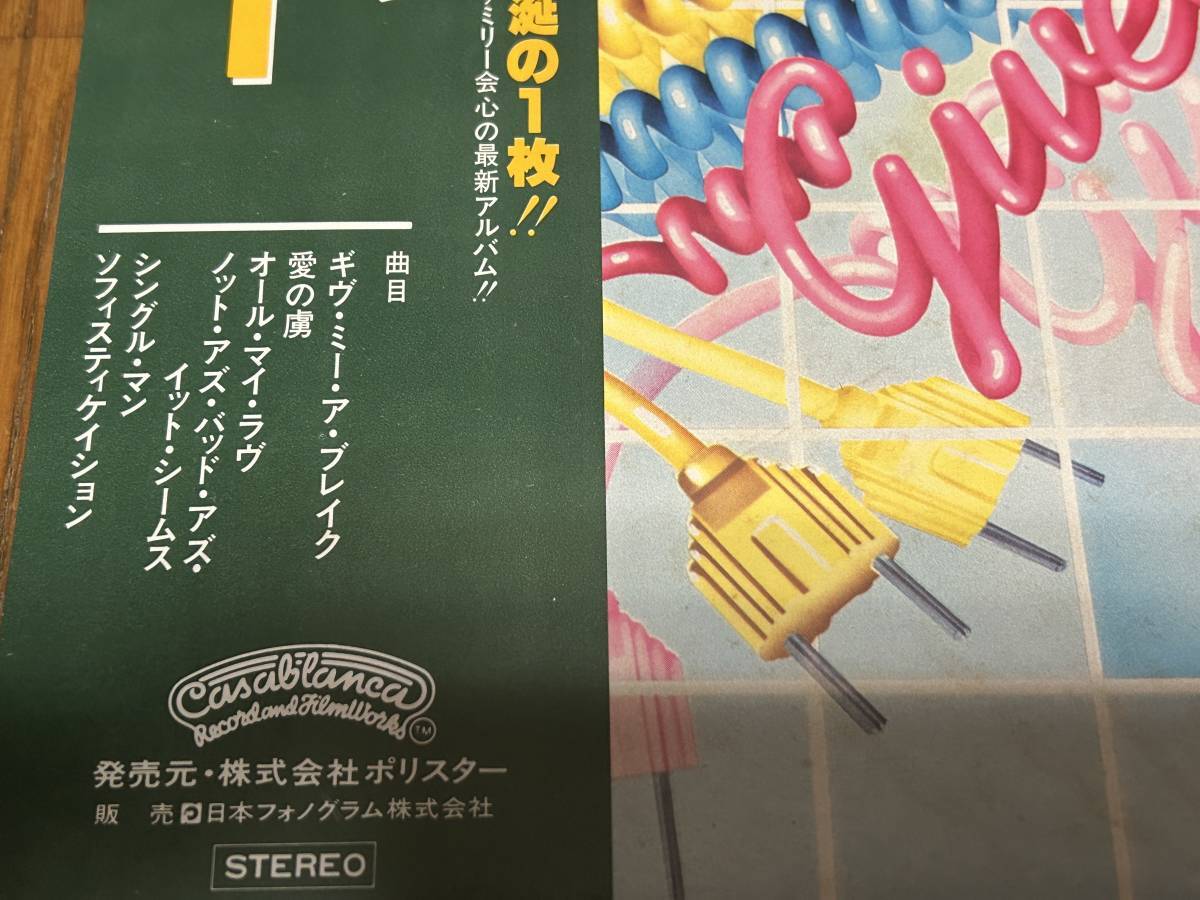 誕の1枚!!
ミリー会心の最新アルバム!!
曲目
ギヴ・ミー・ア・ブレイク
愛の虜
オール・マイ・ラヴ
ノット・アズ・バッド・アズ・
イット・シームス
シングル・マン
ソフィスティケイション
Casablanca
Record and FilmWorks TM
発売元・株式会社ポリスター
販 売 日本フォノグラム株式会社
STEREO
Give